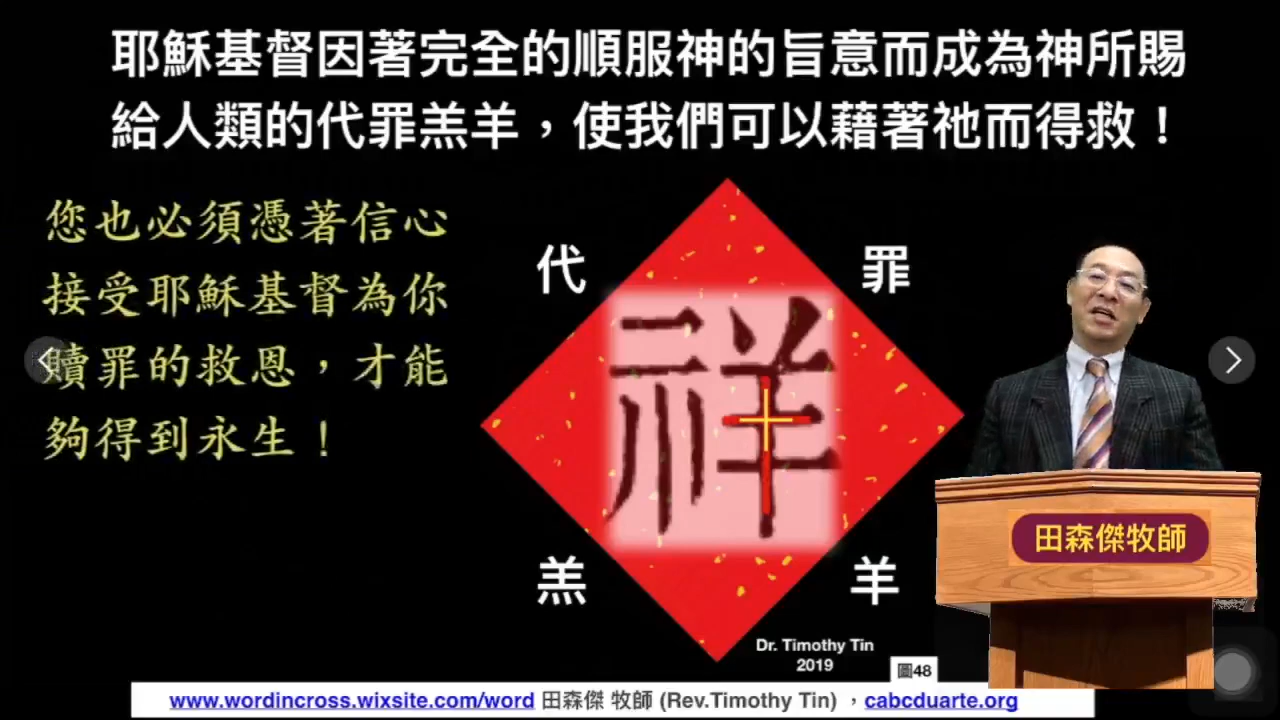 耶穌基督因著完全的順服神的旨意而成為神所賜
給人類的代罪羔羊，使我們可以藉著祂而得救！
您也必須憑著信心
接受耶穌基督為你
贖罪的救恩，才能
夠得到永生！
代
罪
祥
羔
羊
田森傑牧師
Dr. Timothy Tin
2019
圖48
www.wordincross.wixsite.com/word 田森傑 牧師 (Rev.Timothy Tin) ，cabcduarte.org